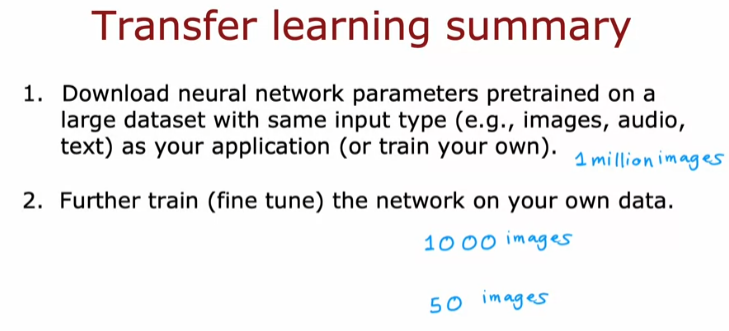 Transfer learning summary
1. Download neural network parameters pretrained on a
large dataset with same input type (e.g., images, audio,
text) as your application (or train your own). 1 million images
2. Further train (fine tune) the network on your own data.
1000 images
50 images